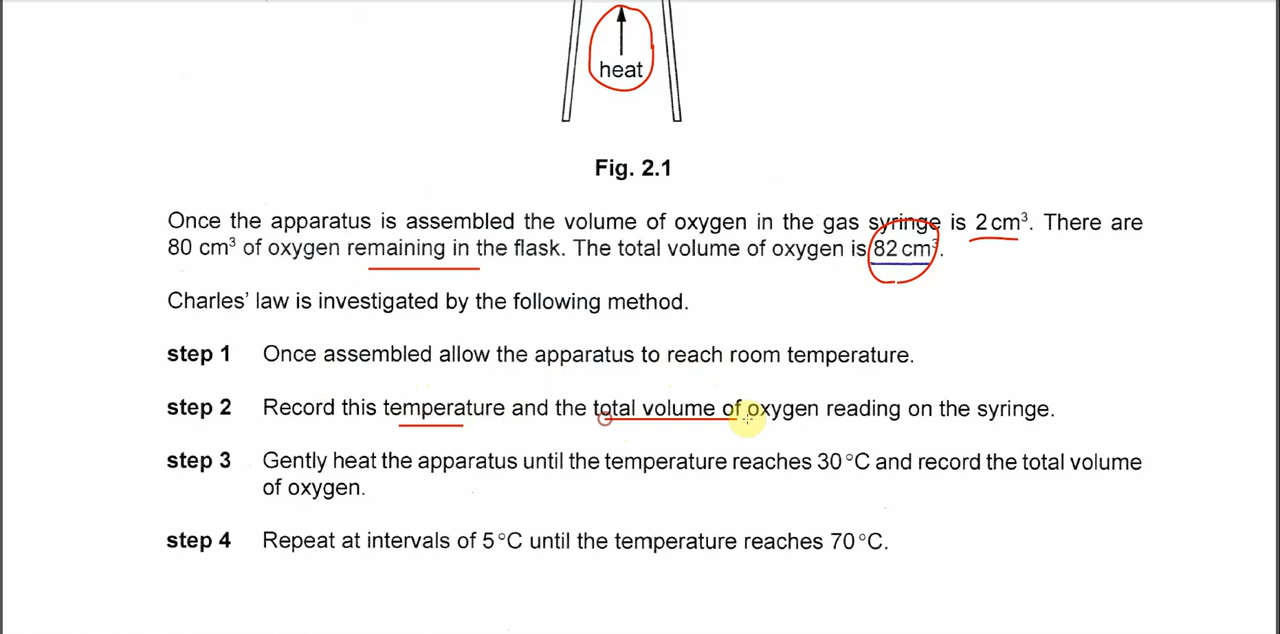 heat
Fig. 2.1
Once the apparatus is assembled the volume of oxygen in the gas syringe is 2 cm³. There are
80 cm³ of oxygen remaining in the flask. The total volume of oxygen is 82 cm³.
Charles' law is investigated by the following method.
step 1 Once assembled allow the apparatus to reach room temperature.
step 2 Record this temperature and the total volume of oxygen reading on the syringe.
step 3 Gently heat the apparatus until the temperature reaches 30 °C and record the total volume
of oxygen.
step 4 Repeat at intervals of 5 °C until the temperature reaches 70 °C.